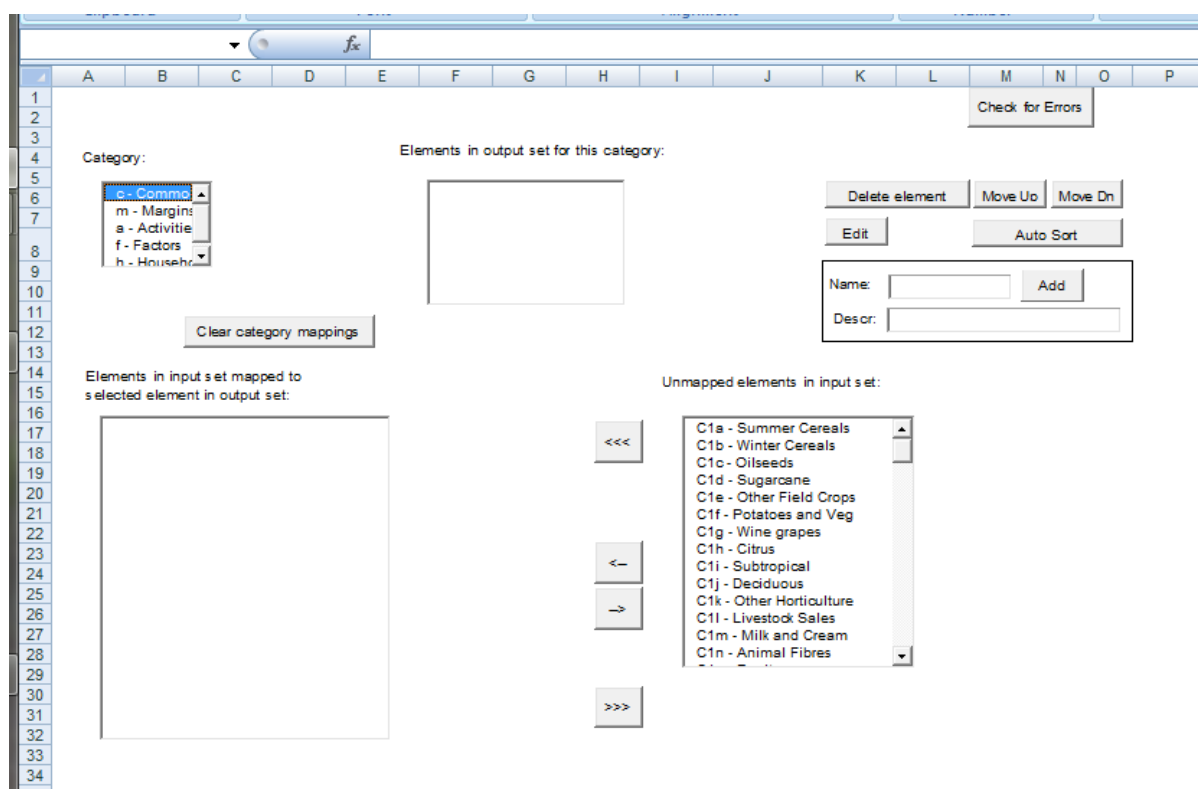 fx
A B C D E F G H I J K L M N O P
1
2
3
4
5
6
7
8
9
10
11
12
13
14
15
16
17
18
19
20
21
22
23
24
25
26
27
28
29
30
31
32
33
34
Check for Errors
Category:
Elements in output set for this category:
c - Commo
m - Margins
a - Activitie
f - Factors
h - Househo
Delete element
Move Up
Move Dn
Edit
Auto Sort
Name:
Add
Descr:
Clear category mappings
Elements in input set mapped to
selected element in output set:
Unmapped elements in input set:
<<<
<--
-->
>>>
C1a - Summer Cereals
C1b - Winter Cereals
C1c - Oilseeds
C1d - Sugarcane
C1e - Other Field Crops
C1f - Potatoes and Veg
C1g - Wine grapes
C1h - Citrus
C1i - Subtropical
C1j - Deciduous
C1k - Other Horticulture
C1l - Livestock Sales
C1m - Milk and Cream
C1n - Animal Fibres